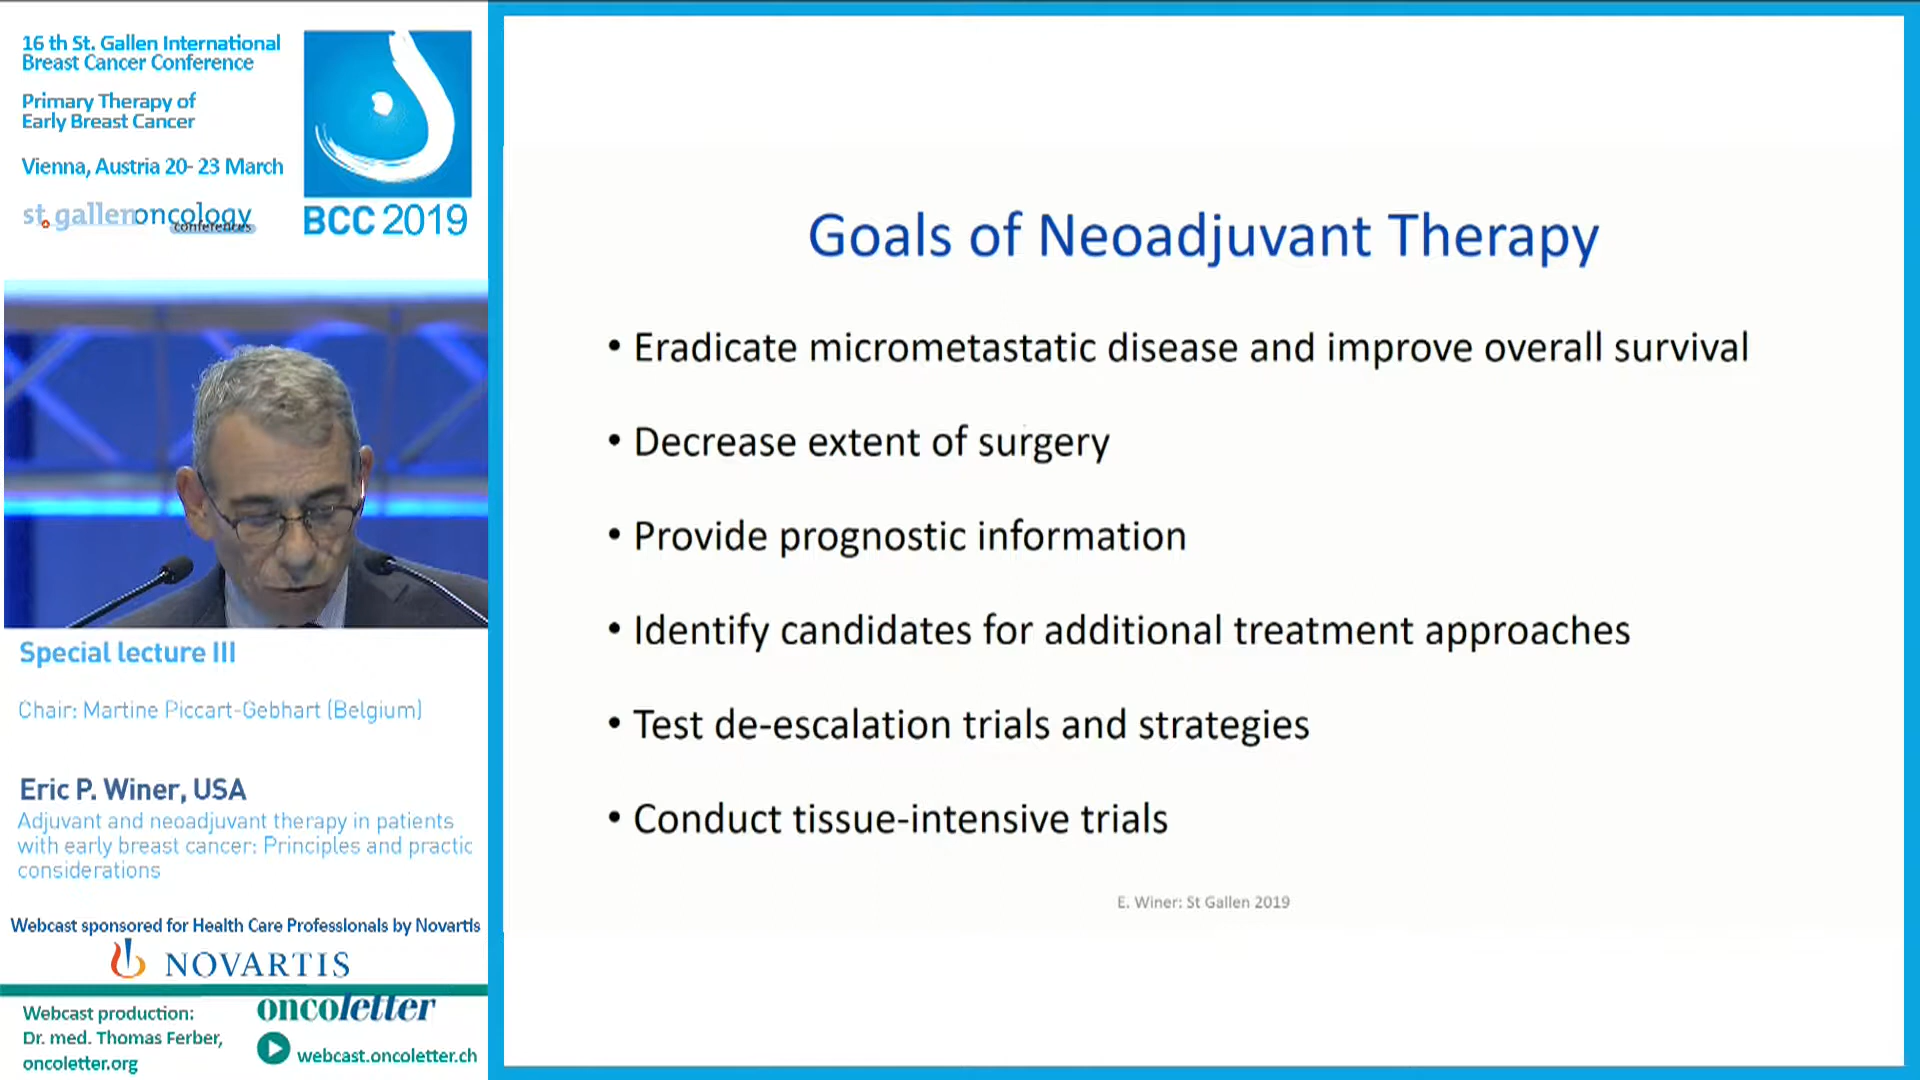 16 th St. Gallen International
Breast Cancer Conference
Primary Therapy of
Early Breast Cancer
Vienna, Austria 20- 23 March
st.gallenoncology
conferences
BCC 2019
Special lecture III
Chair: Martine Piccart-Gebhart (Belgium)
Eric P. Winer, USA
Adjuvant and neoadjuvant therapy in patients
with early breast cancer: Principles and practic
considerations
Webcast sponsored for Health Care Professionals by Novartis
NOVARTIS
Webcast production:
Dr. med. Thomas Ferber,
oncoletter.org
oncoletter
webcast.oncoletter.ch
Goals of Neoadjuvant Therapy
• Eradicate micrometastatic disease and improve overall survival
• Decrease extent of surgery
• Provide prognostic information
• Identify candidates for additional treatment approaches
• Test de-escalation trials and strategies
• Conduct tissue-intensive trials
E. Winer: St Gallen 2019